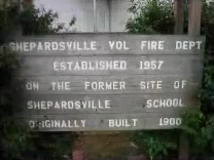 SHEPARDSVILLE VOL FIRE DEPT
ESTABLISHED 1957
ON THE FORMER SITE OF
SHEPARDSVILLE SCHOOL
ORIGINALLY BUILT 1900